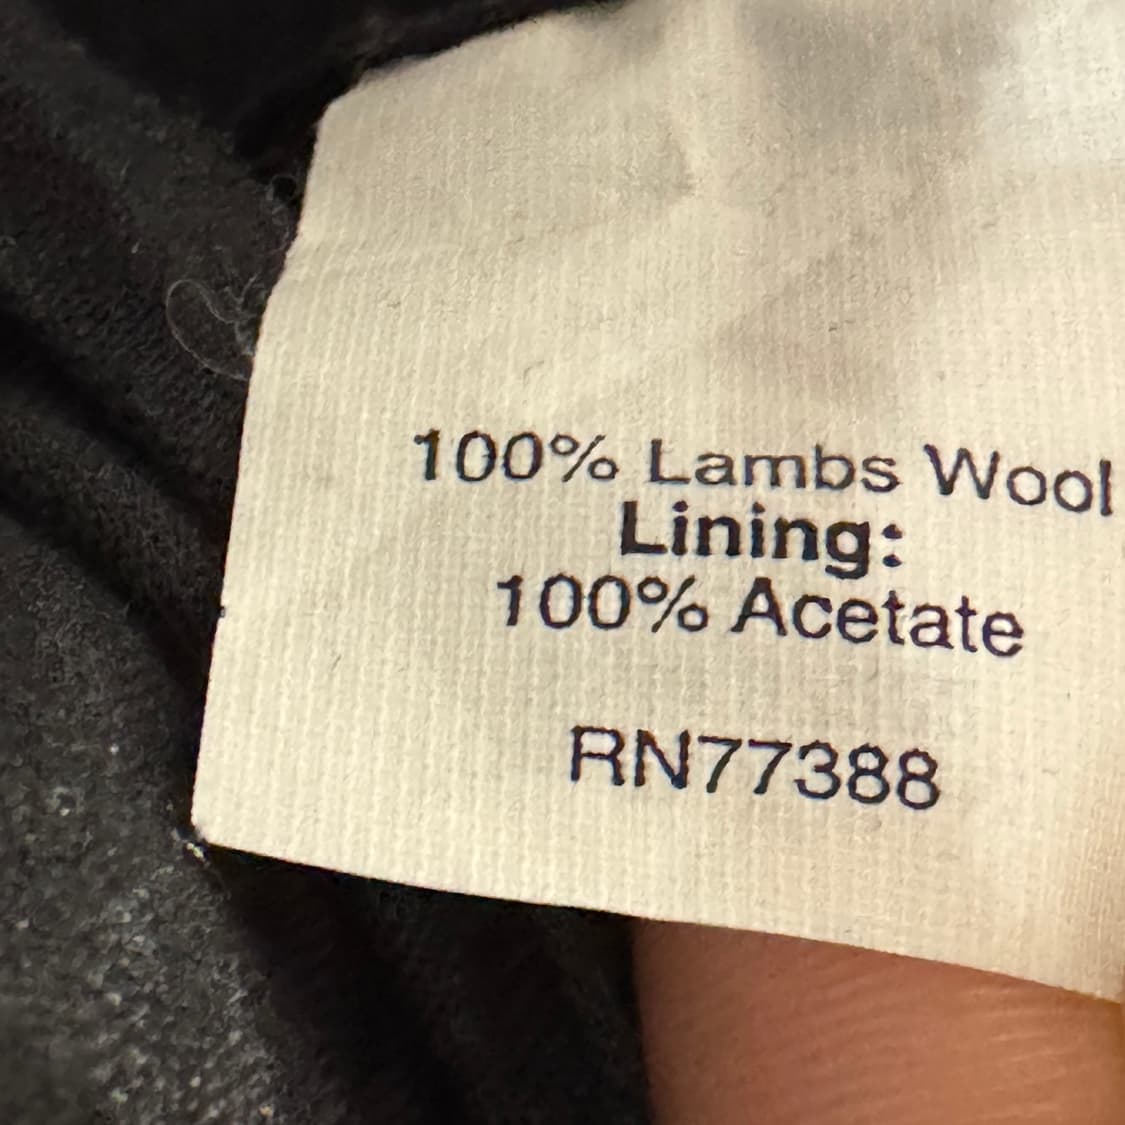 100% Lambs Wool
Lining:
100% Acetate
RN77388